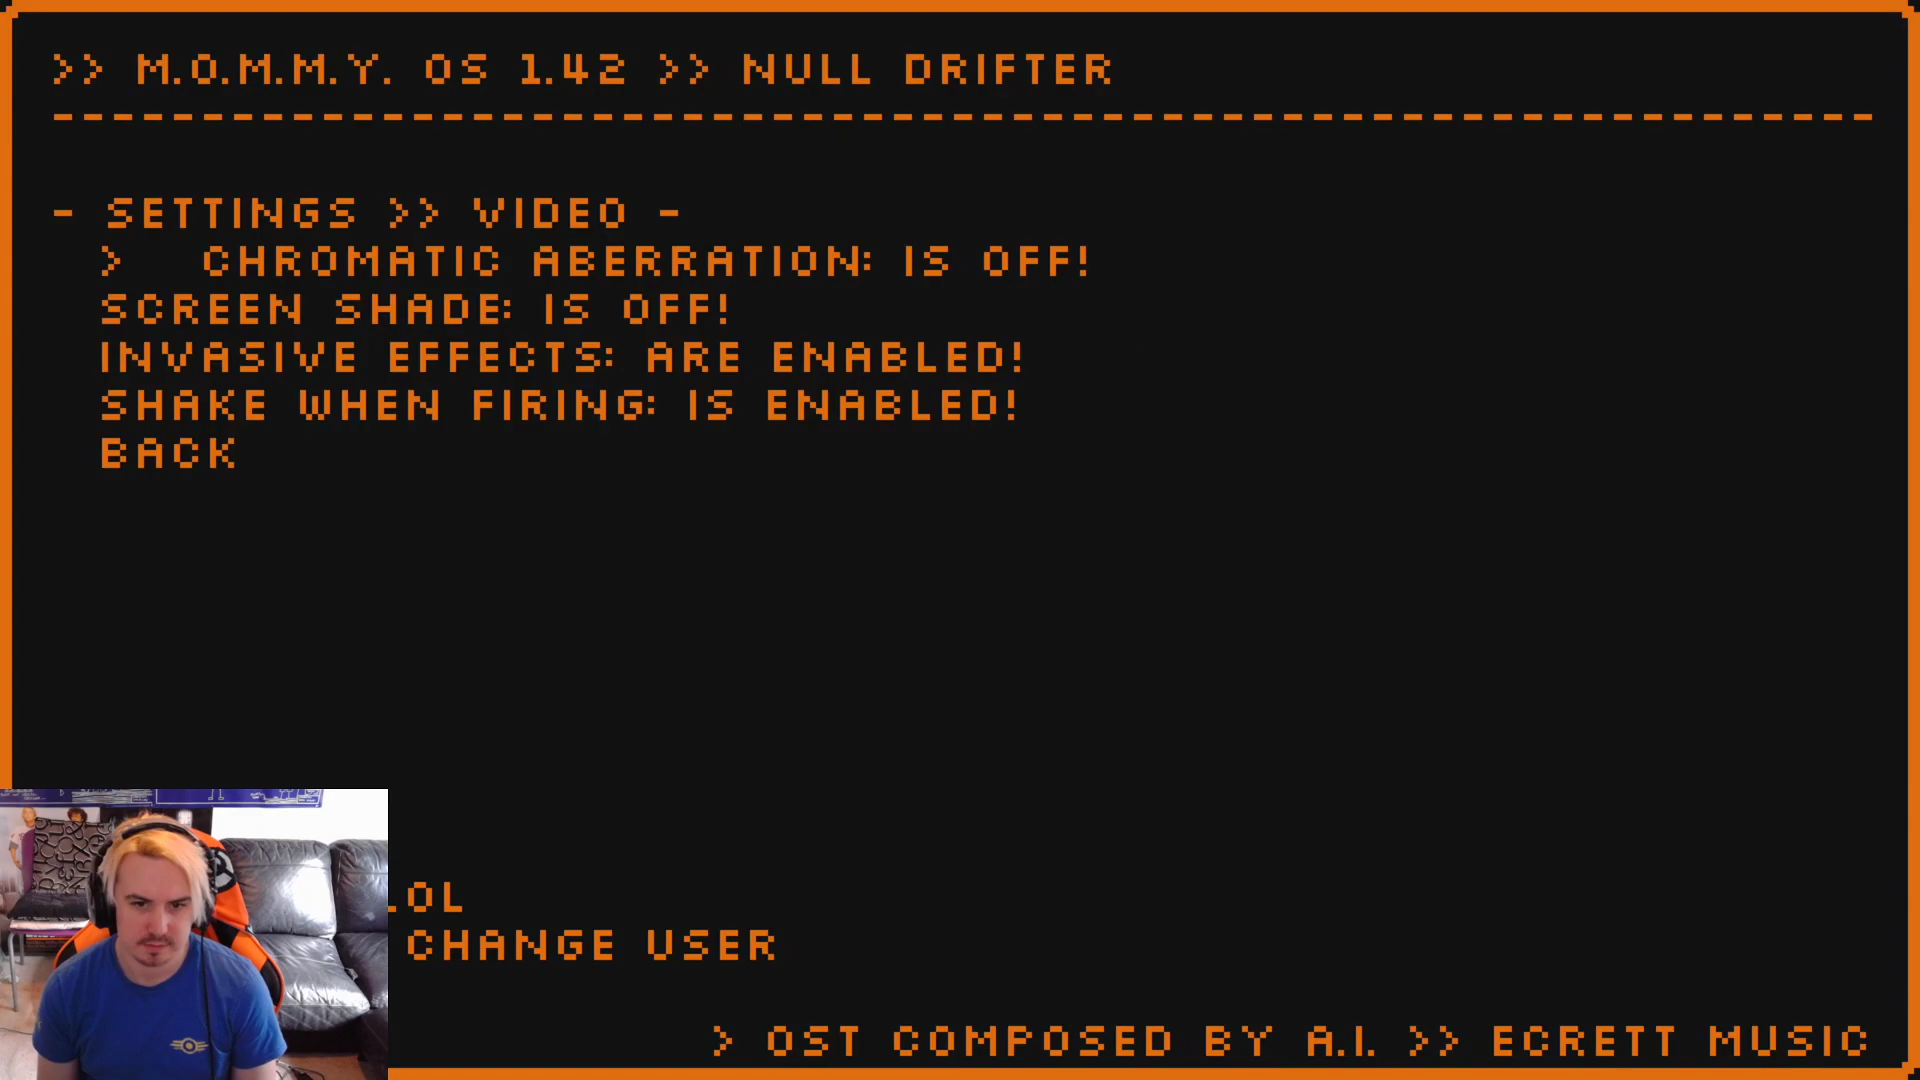 >> M.O.M.M.Y. OS 1.42 >> NULL DRIFTER
- SETTINGS >> VIDEO -
> CHROMATIC ABERRATION: IS OFF!
SCREEN SHADE: IS OFF!
INVASIVE EFFECTS: ARE ENABLED!
SHAKE WHEN FIRING: IS ENABLED!
BACK
LOL
CHANGE USER
> OST COMPOSED BY A.I. >> ECRETT MUSIC